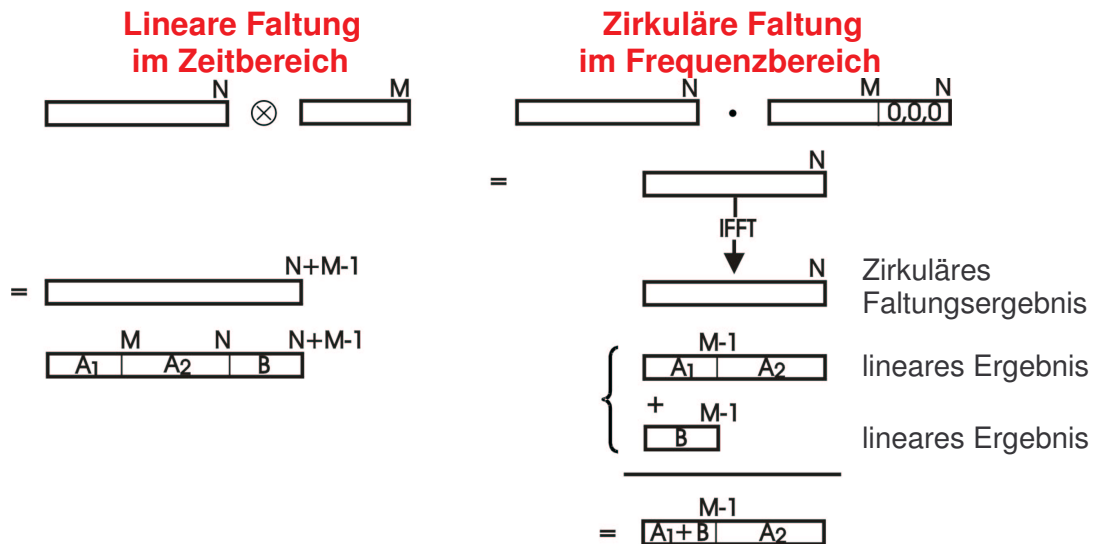 Lineare Faltung
im Zeitbereich
Zirkuläre Faltung
im Frequenzbereich
N
M
⊗
N
M
N
•
0,0,0
=
N
IFFT
N
Zirkuläres
Faltungsergebnis
=
N+M-1
M
N
N+M-1
A1
A2
B
M-1
A1
A2
lineares Ergebnis
+
M-1
B
lineares Ergebnis
M-1
=
A1+B
A2